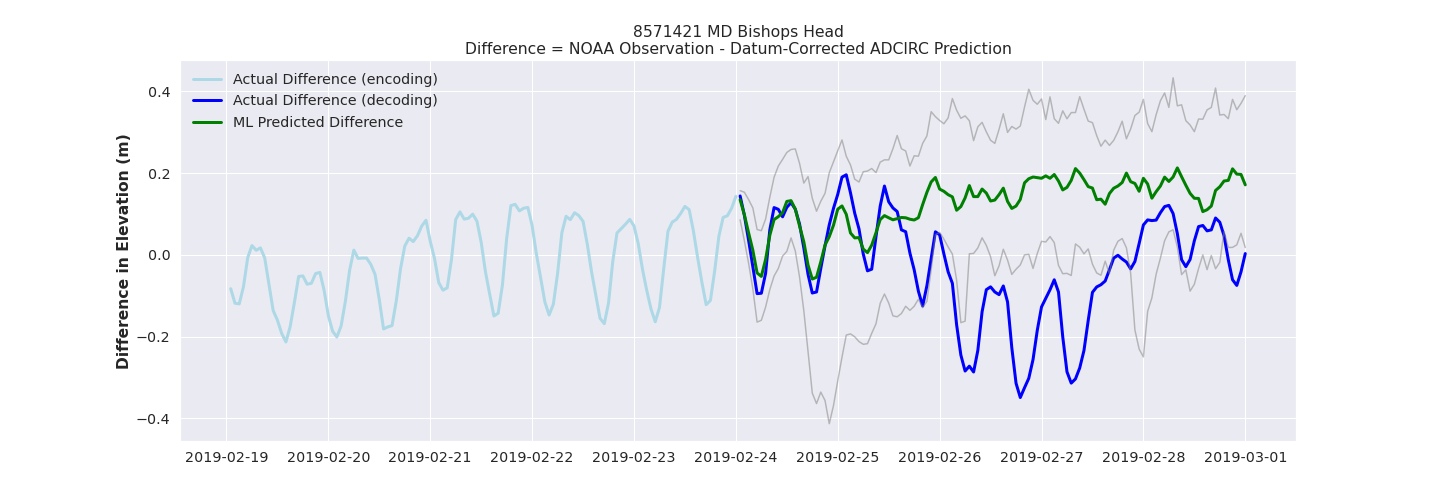 8571421 MD Bishops Head
Difference = NOAA Observation - Datum-Corrected ADCIRC Prediction
Actual Difference (encoding)
Actual Difference (decoding)
ML Predicted Difference
Difference in Elevation (m)
0.4
0.2
0.0
−0.2
−0.4
2019-02-19 2019-02-20 2019-02-21 2019-02-22 2019-02-23 2019-02-24 2019-02-25 2019-02-26 2019-02-27 2019-02-28 2019-03-01